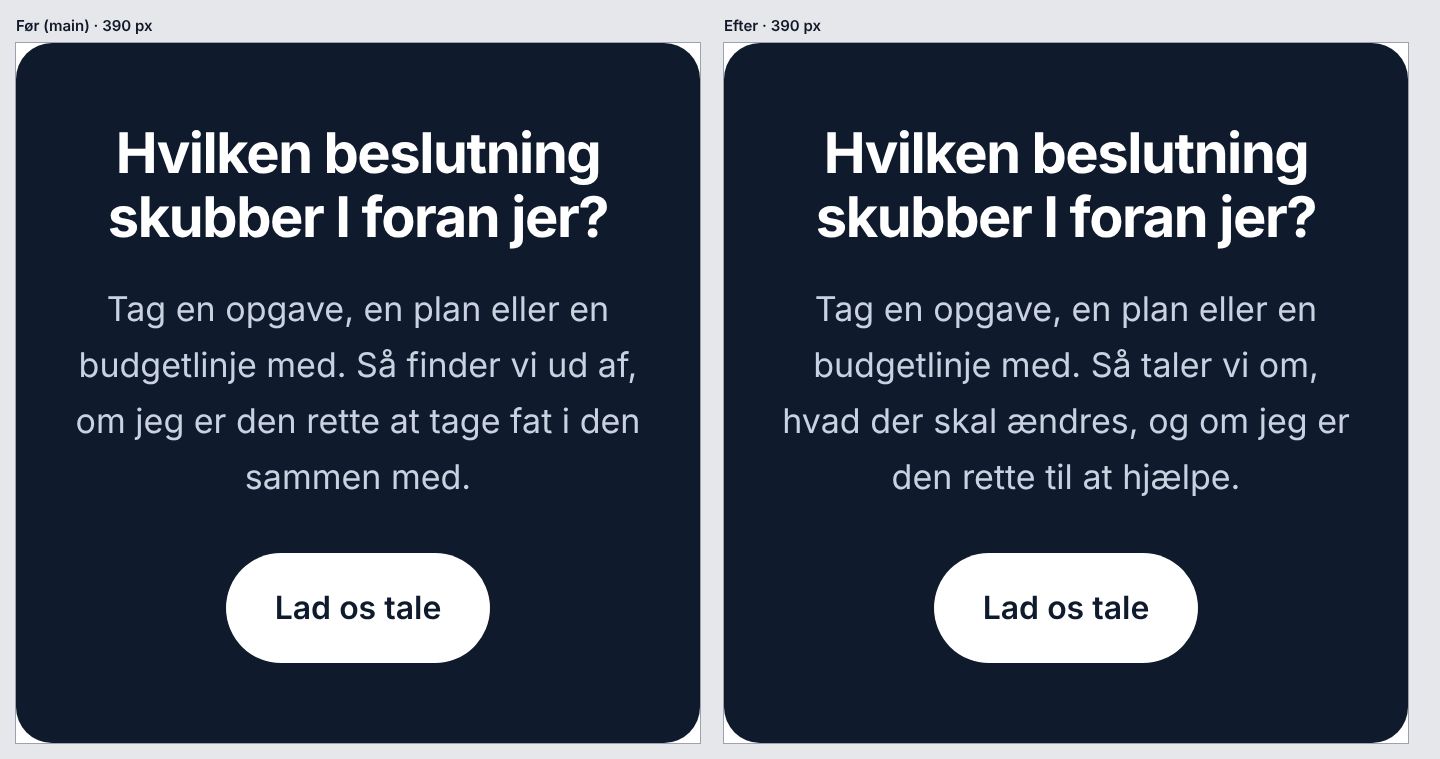 Før (main) · 390 px
Hvilken beslutning
skubber I foran jer?
Tag en opgave, en plan eller en
budgetlinje med. Så finder vi ud af,
om jeg er den rette at tage fat i den
sammen med.
Lad os tale
Efter · 390 px
Hvilken beslutning
skubber I foran jer?
Tag en opgave, en plan eller en
budgetlinje med. Så taler vi om,
hvad der skal ændres, og om jeg er
den rette til at hjælpe.
Lad os tale